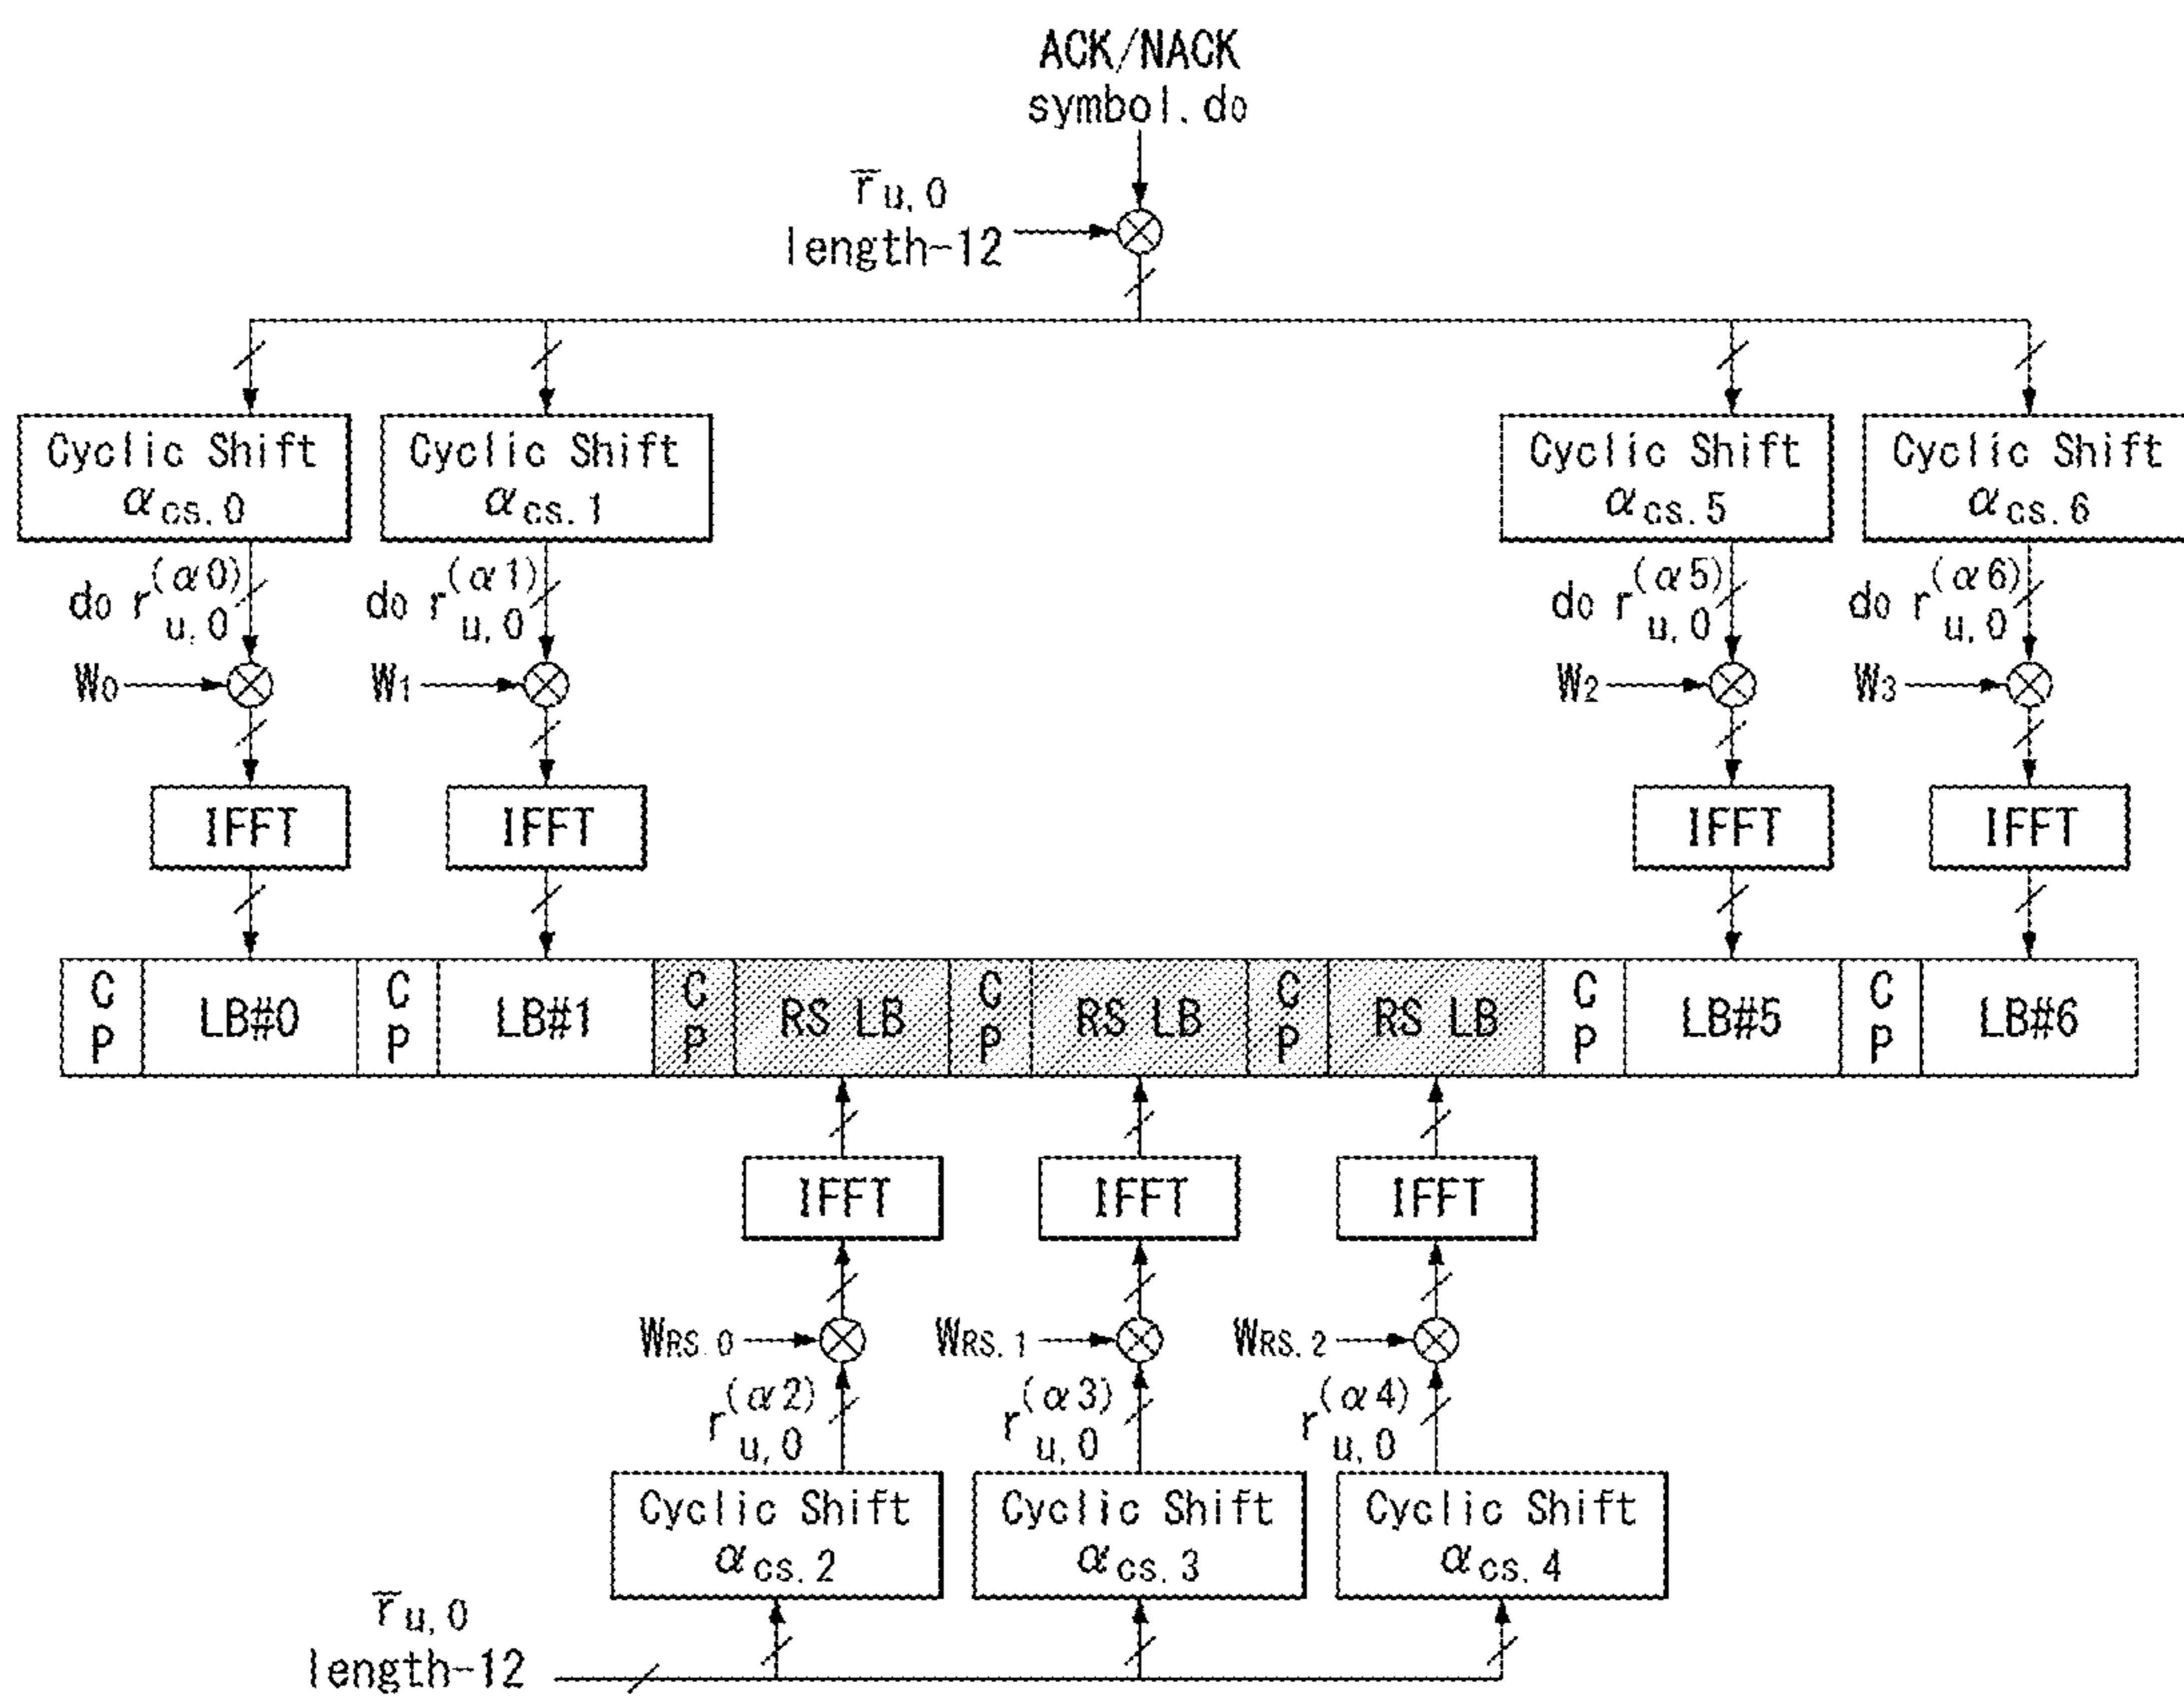 ACK/NACK
symbol. d0
r̅u, 0
length-12
Cyclic Shift Cyclic Shift Cyclic Shift Cyclic Shift
αcs. 0 αcs. 1 αcs. 5 αcs. 6
d0 r(α0)u, 0 d0 r(α1)u, 0 d0 r(α5)u, 0 d0 r(α6)u, 0
W0 W1 W2 W3
IFFT IFFT IFFT IFFT
CP LB#0 CP LB#1 CP RS LB CP RS LB CP RS LB CP LB#5 CP LB#6
IFFT IFFT IFFT
WRS. 0 WRS. 1 WRS. 2
r(α2)u, 0 r(α3)u, 0 r(α4)u, 0
Cyclic Shift Cyclic Shift Cyclic Shift
αcs. 2 αcs. 3 αcs. 4
r̅u, 0
length-12